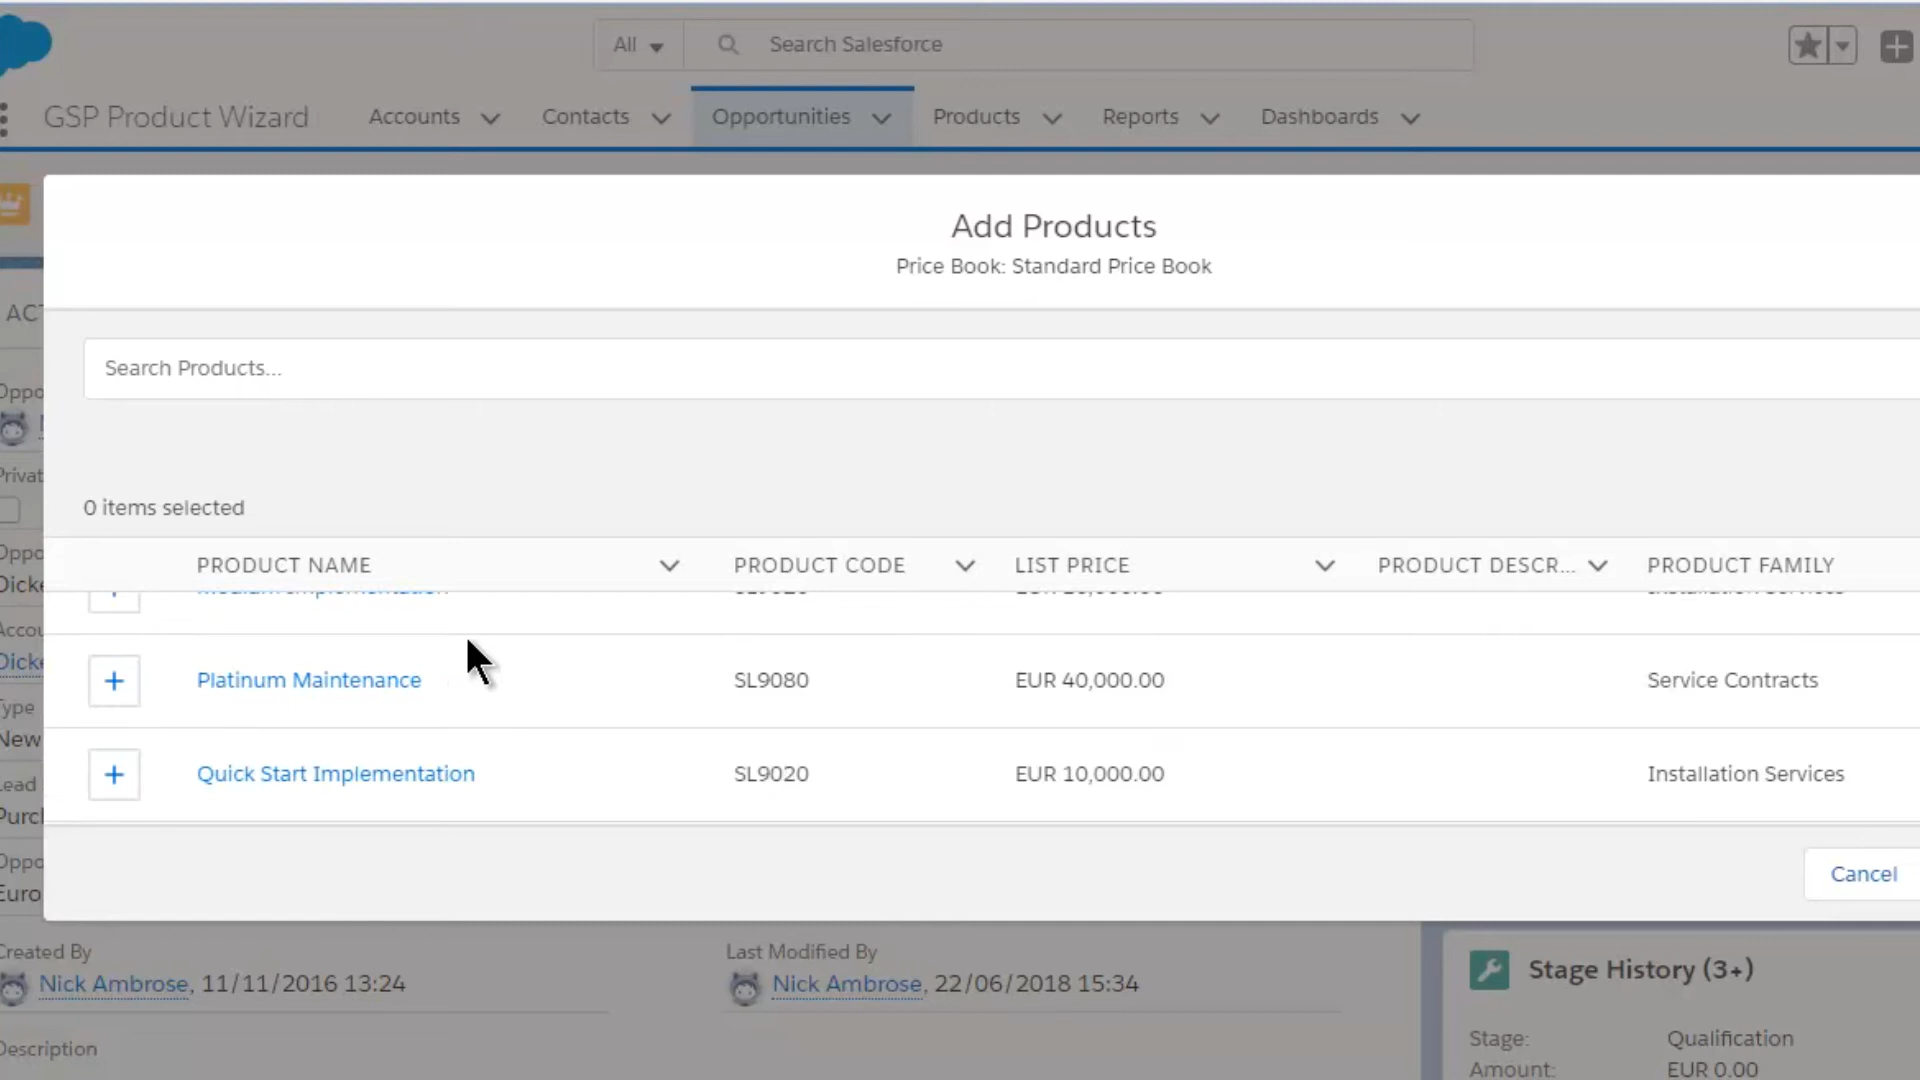 All
Search Salesforce
GSP Product Wizard
Accounts
Contacts
Opportunities
Products
Reports
Dashboards
Add Products
Price Book: Standard Price Book
Search Products...
0 items selected
PRODUCT NAME
PRODUCT CODE
LIST PRICE
PRODUCT DESCR...
PRODUCT FAMILY
Platinum Maintenance
SL9080
EUR 40,000.00
Service Contracts
Quick Start Implementation
SL9020
EUR 10,000.00
Installation Services
Cancel
Type
New
Euro
Created By
Nick Ambrose, 11/11/2016 13:24
Last Modified By
Nick Ambrose, 22/06/2018 15:34
Description
Stage History (3+)
Stage:
Qualification
Amount:
EUR 0.00